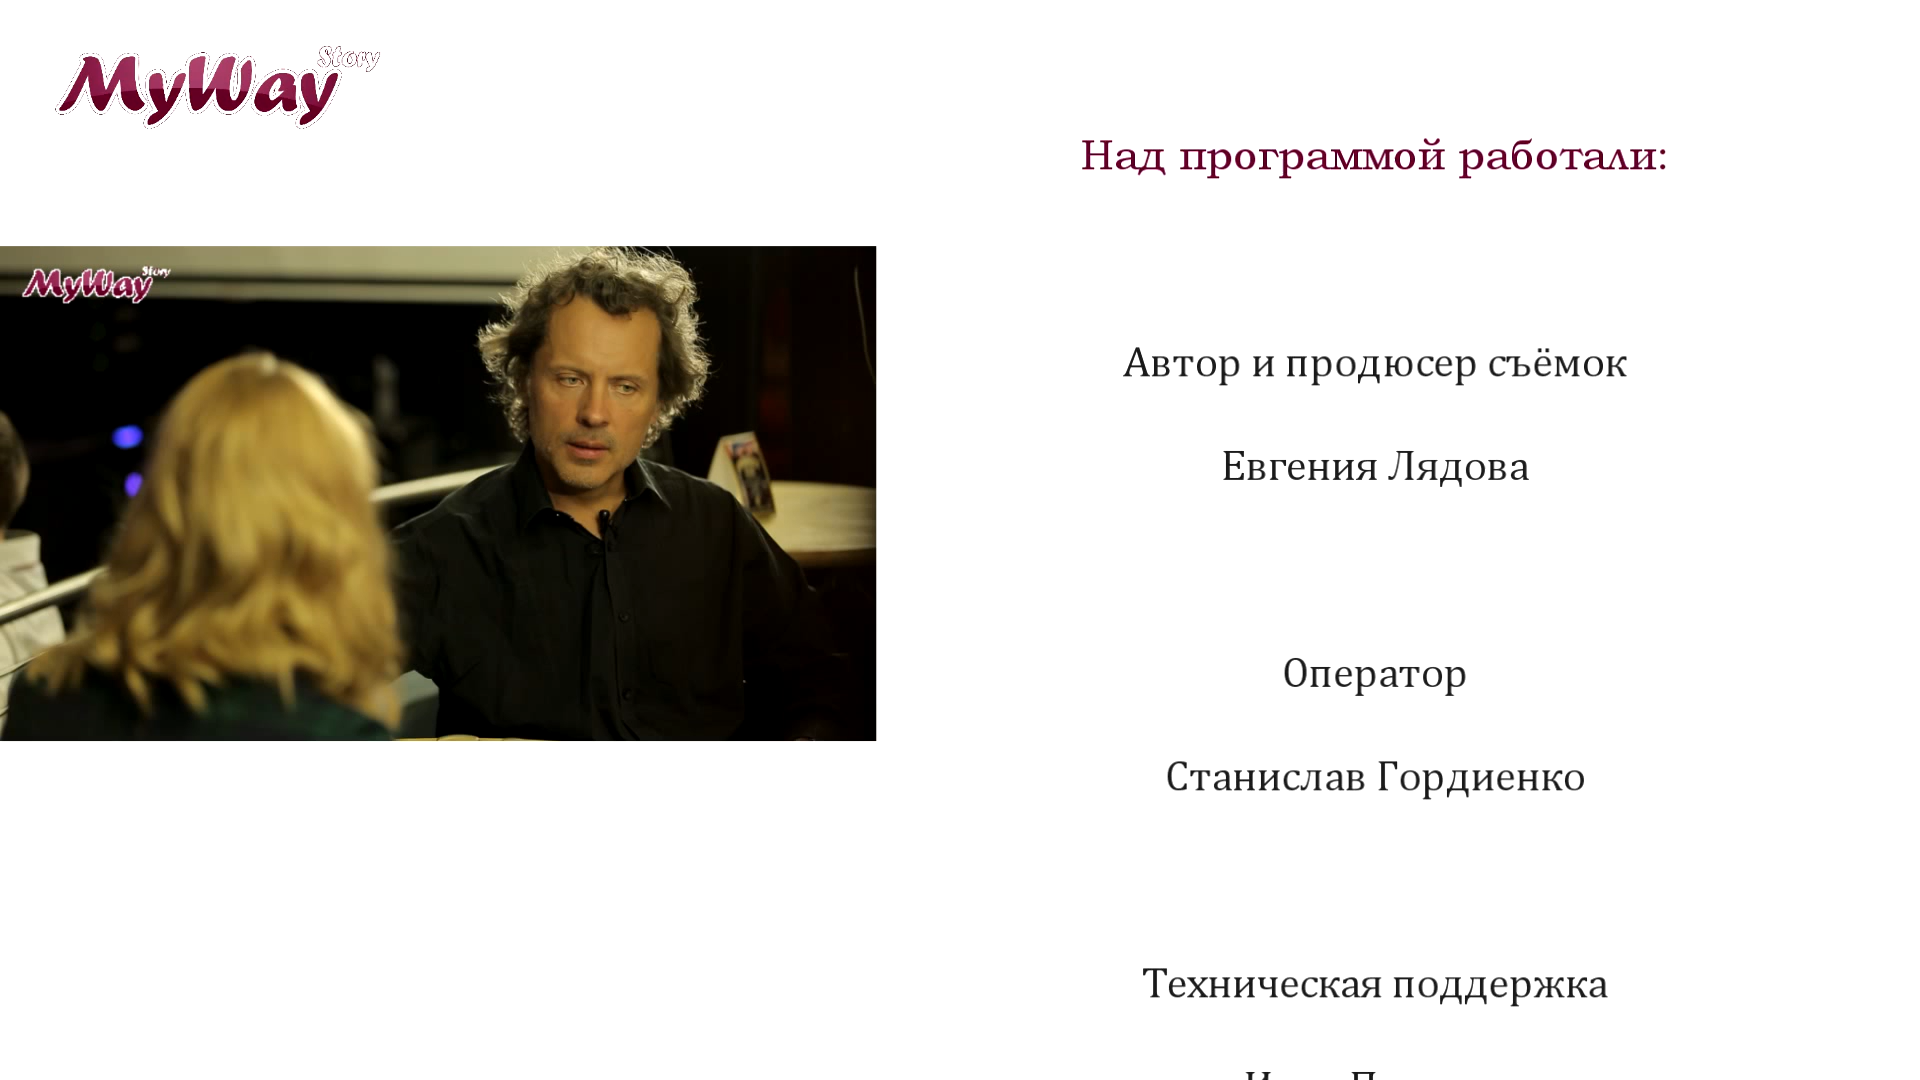 MyWay Story
Над программой работали:
MyWay Story
Автор и продюсер съёмок
Евгения Лядова
Оператор
Станислав Гордиенко
Техническая поддержка